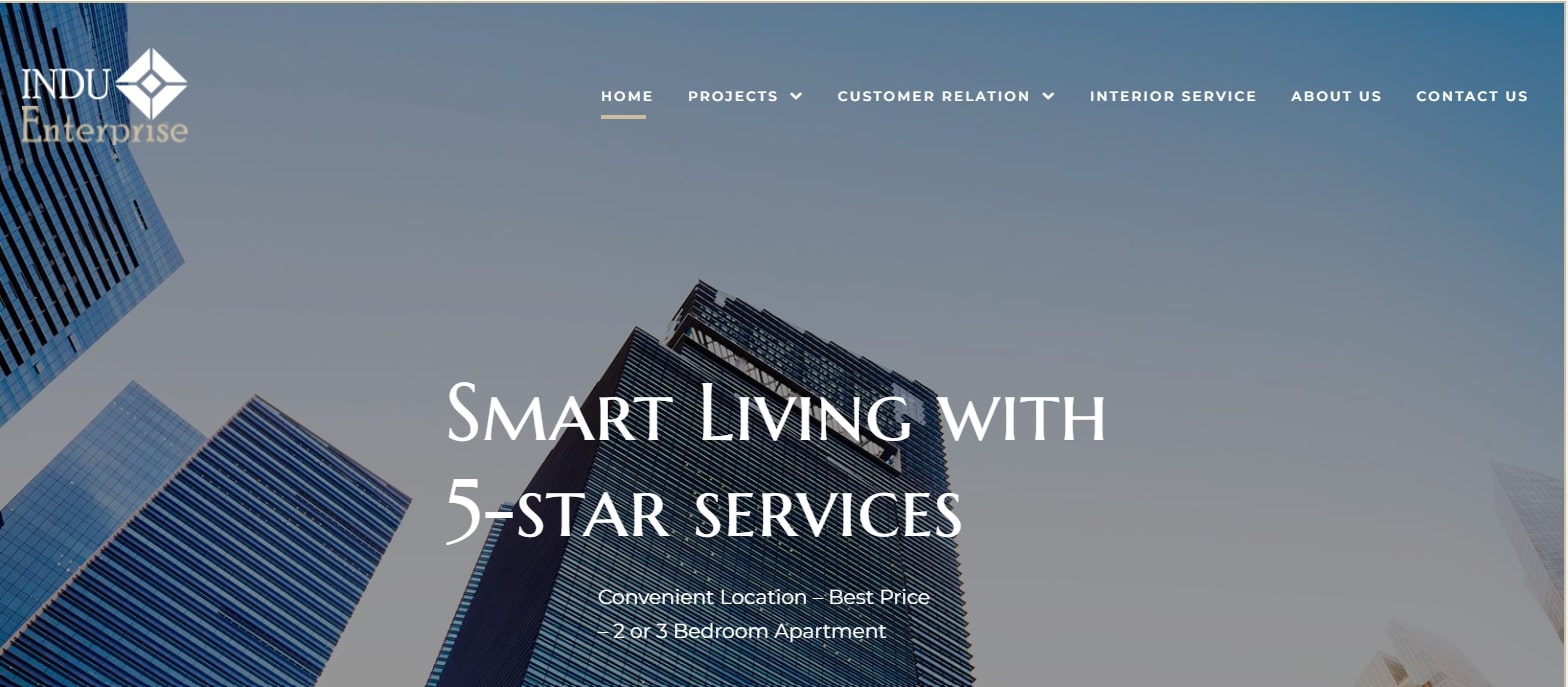 INDU
Enterprise
HOME PROJECTS CUSTOMER RELATION INTERIOR SERVICE ABOUT US CONTACT US
Smart Living with
5-star services
Convenient Location – Best Price
– 2 or 3 Bedroom Apartment